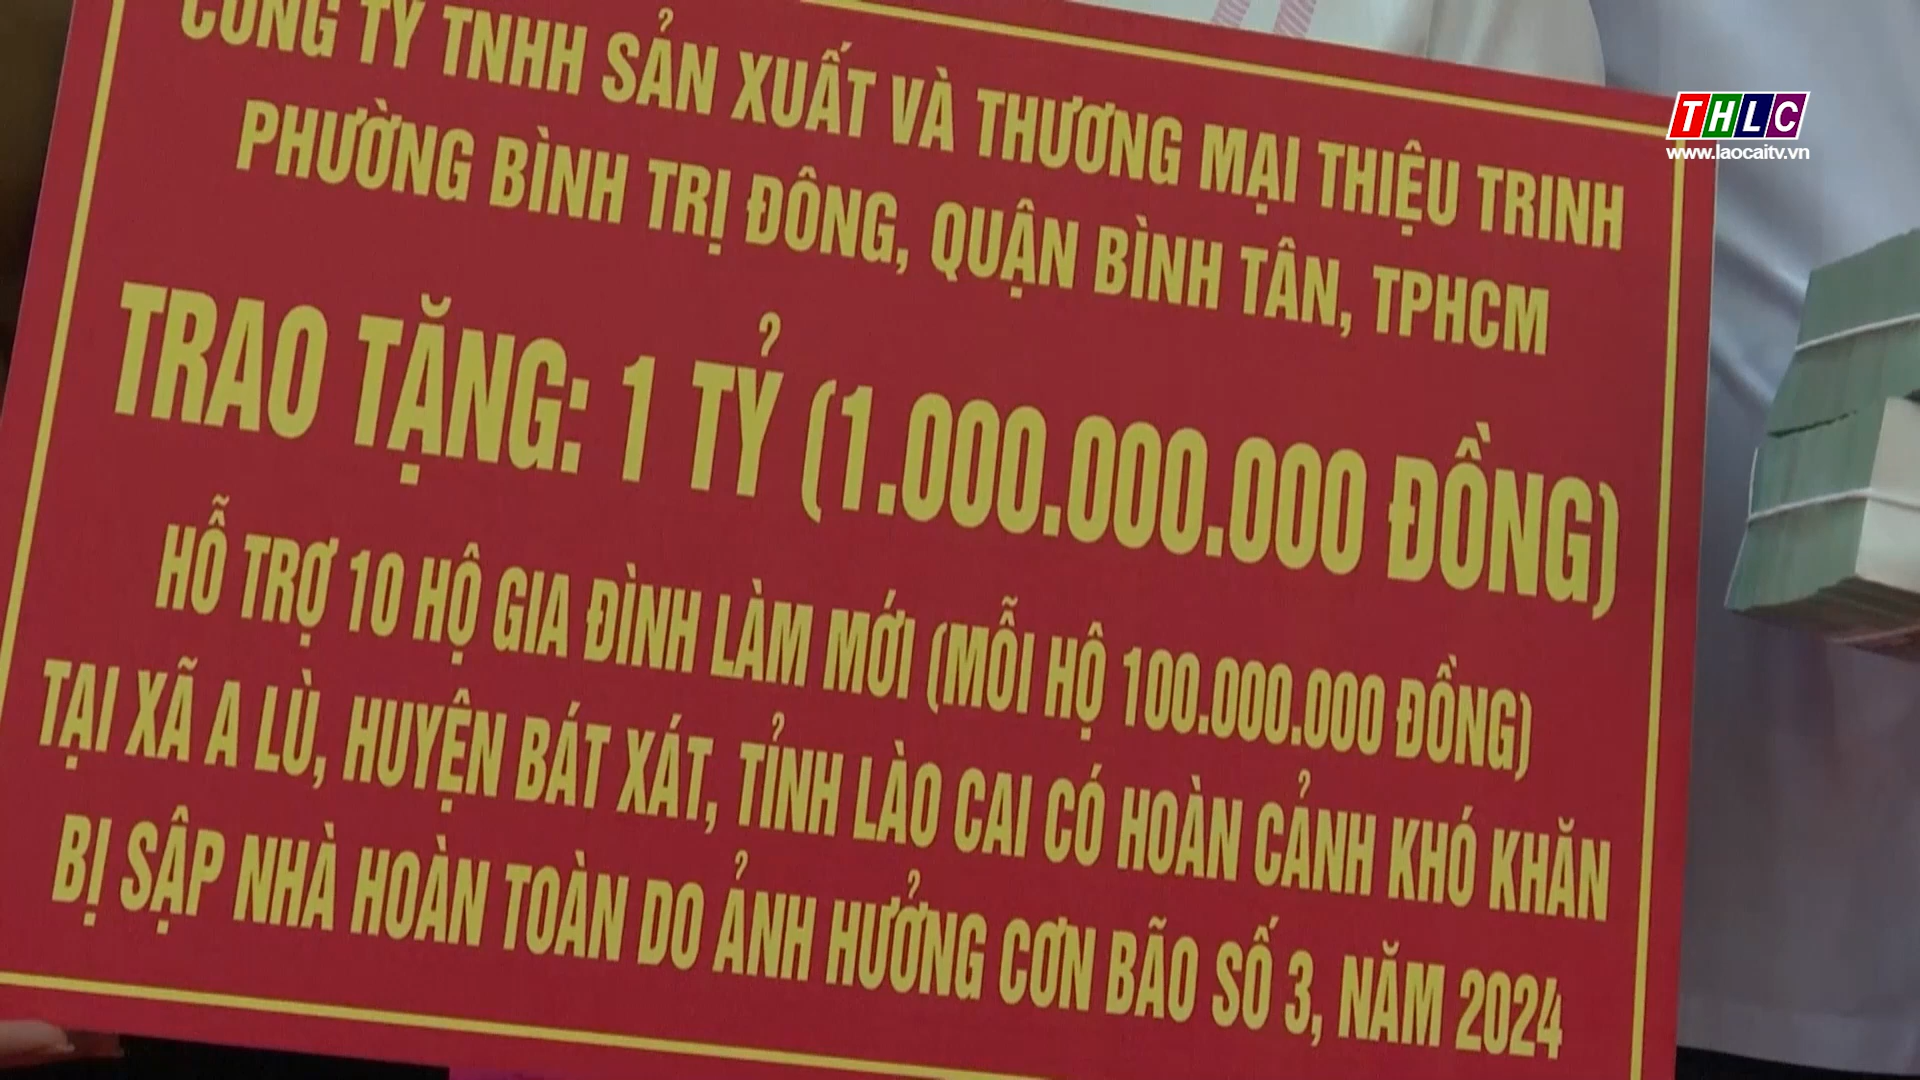 CÔNG TY TNHH SẢN XUẤT VÀ THƯƠNG MẠI THIỆU TRINH
PHƯỜNG BÌNH TRỊ ĐÔNG, QUẬN BÌNH TÂN, TPHCM
TRAO TẶNG: 1 TỶ (1.000.000.000 ĐỒNG)
HỖ TRỢ 10 HỘ GIA ĐÌNH LÀM MỚI (MỖI HỘ 100.000.000 ĐỒNG)
TẠI XÃ A LÙ, HUYỆN BÁT XÁT, TỈNH LÀO CAI CÓ HOÀN CẢNH KHÓ KHĂN
BỊ SẬP NHÀ HOÀN TOÀN DO ẢNH HƯỞNG CƠN BÃO SỐ 3, NĂM 2024
THLC
www.laocaitv.vn